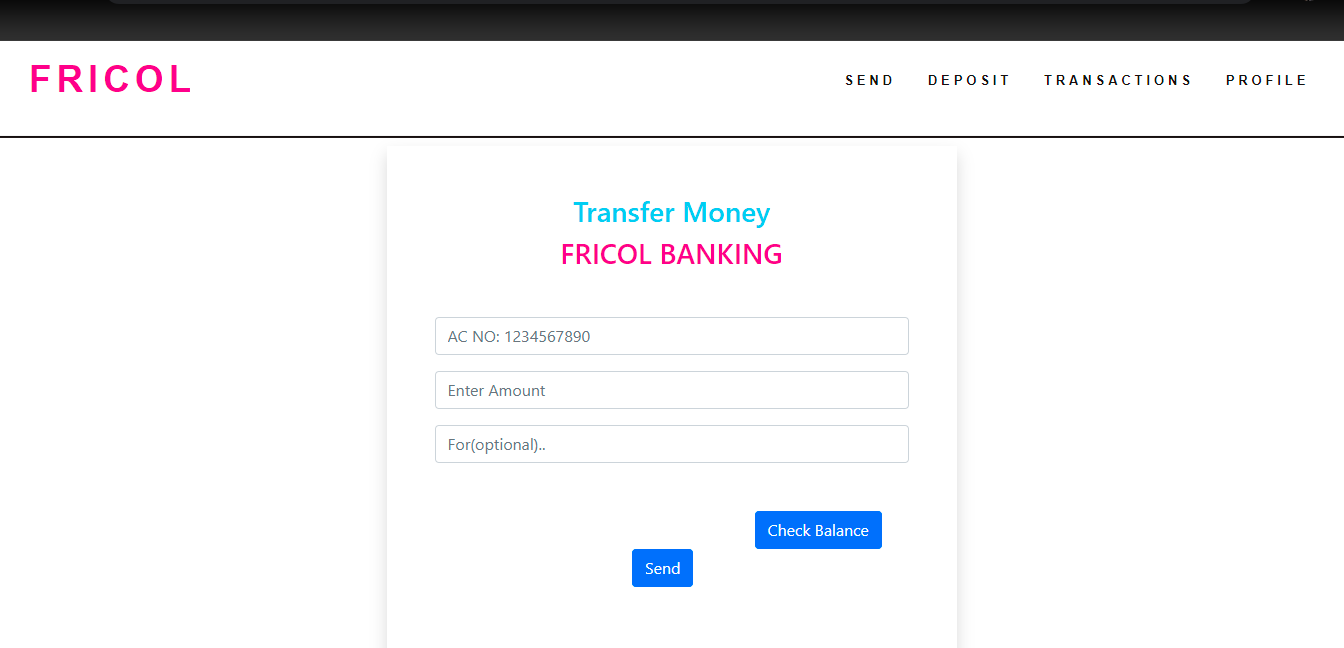 FRICOL
SEND DEPOSIT TRANSACTIONS PROFILE
Transfer Money
FRICOL BANKING
AC NO: 1234567890
Enter Amount
For(optional)..
Check Balance
Send